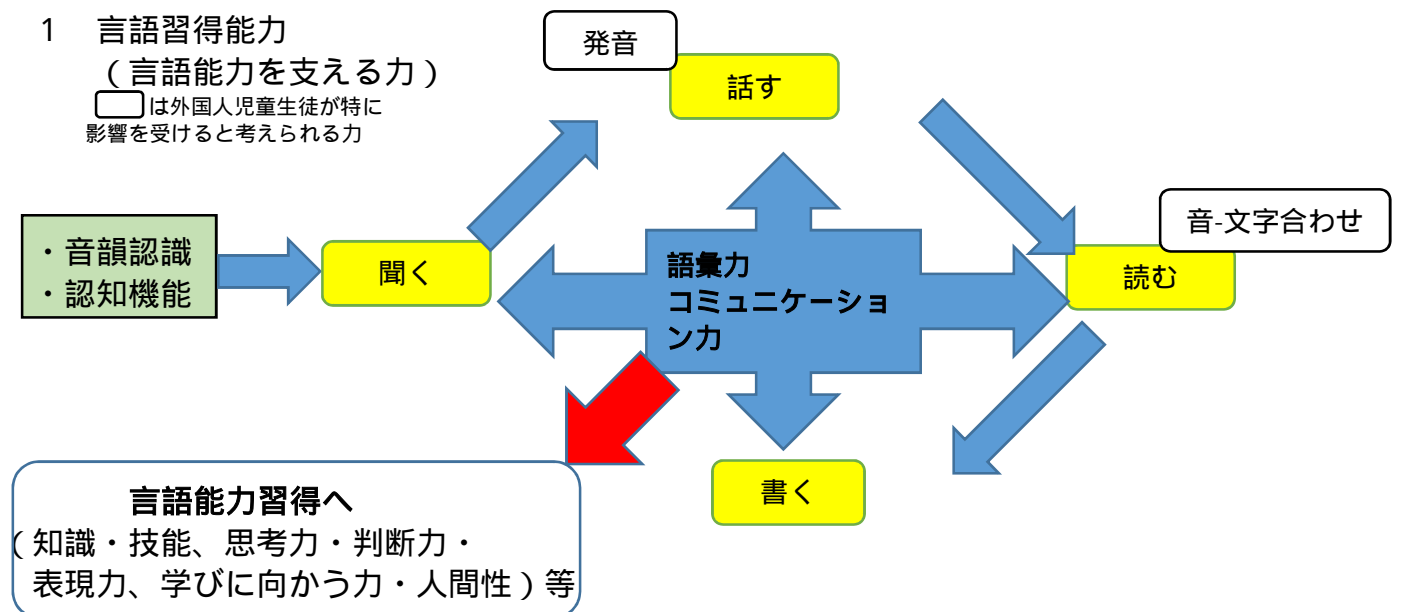 1 言語習得能力
(言語能力を支える力)
は外国人児童生徒が特に
影響を受けると考えられる力
発音
話す
音-文字合わせ
読む
・音韻認識
・認知機能
聞く
語彙力
コミュニケーショ
ン力
書く
言語能力習得へ
(知識・技能、思考力・判断力・
表現力、学びに向かう力・人間性)等